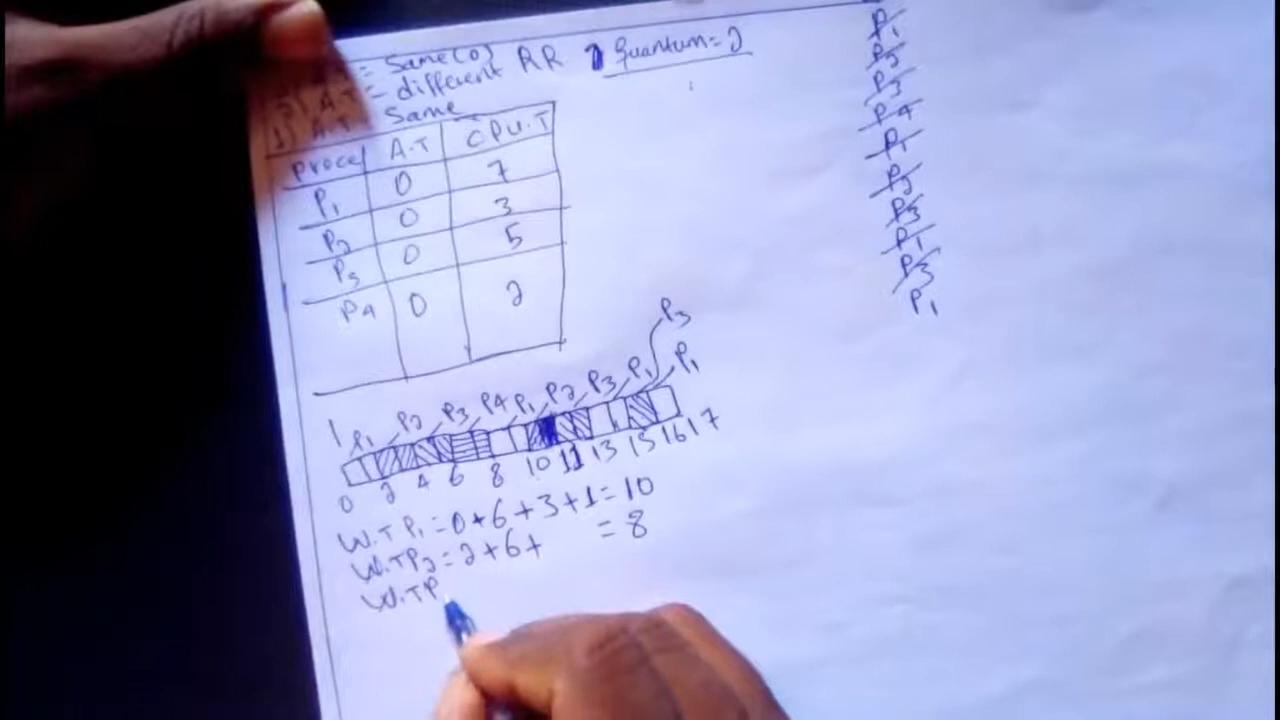 = Same(0)
2) A.T = different RR Quantum = 2
1) A.T Same
Proce A.T CPU.T
P1 0 7
P2 0 3
P3 0 5
P4 0 2
P3
P1 P2 P3 P4 P1 P2 P3 P1 P1
0 2 4 6 8 10 11 13 15 16 17
W.T P1 = 0+6+3+1 = 10
W.T P2 = 2+6+ = 8
W.T P
P1
P2
P3
P4
P1
P2
P3
P1
P3
P1